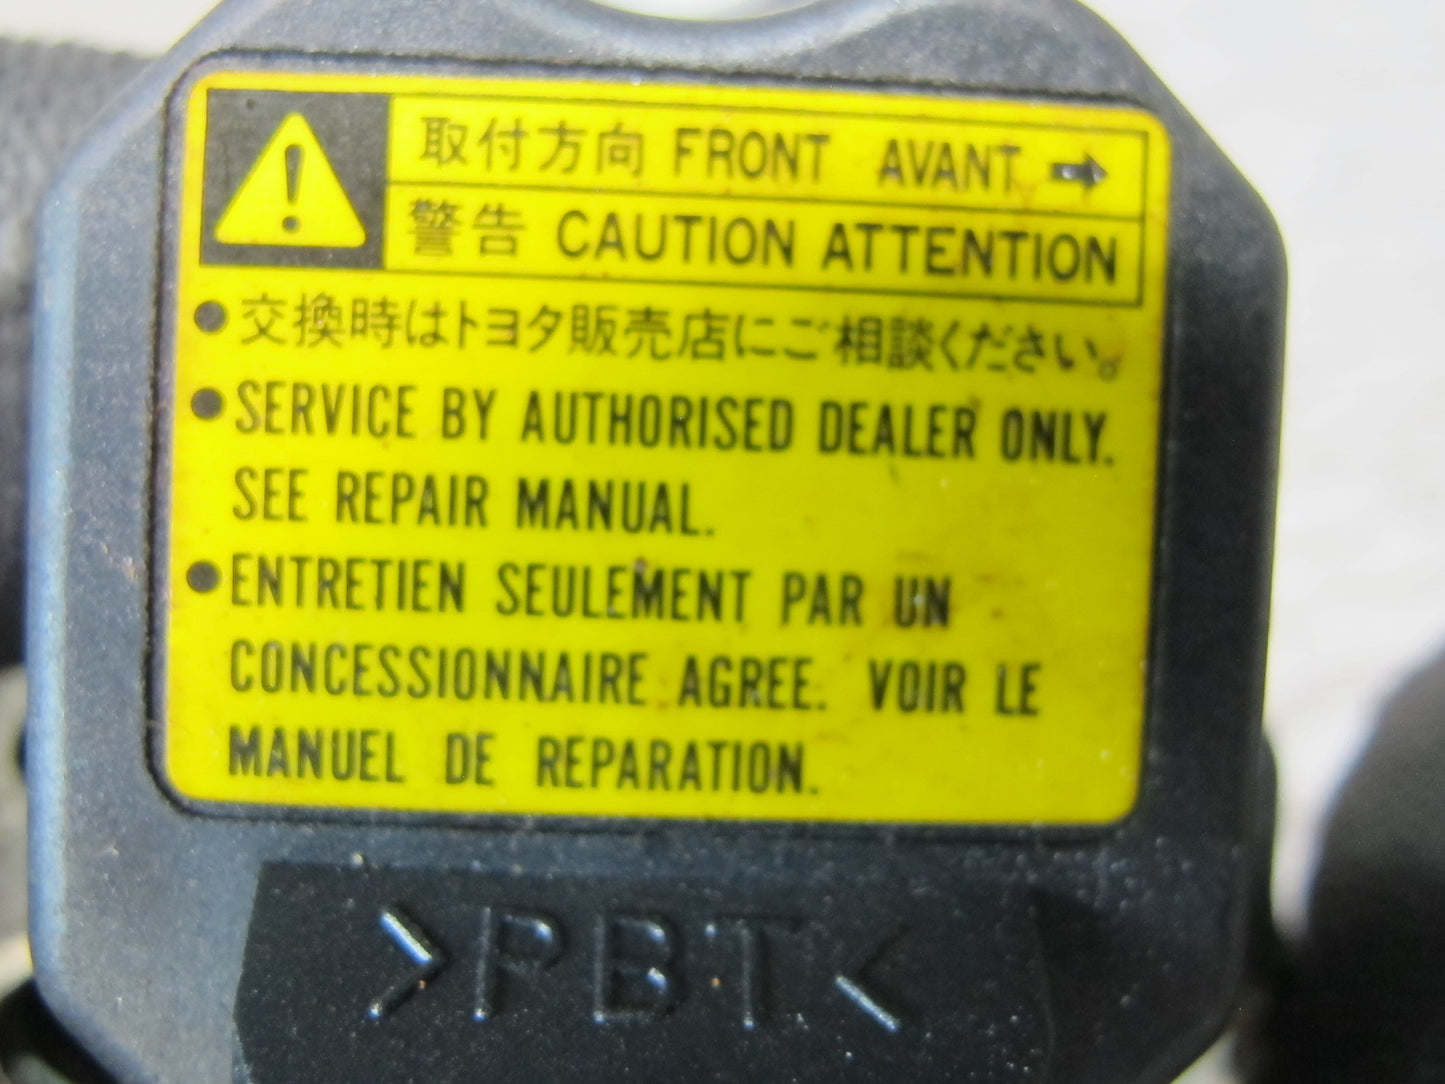 取付方向 FRONT AVANT ➡
警告 CAUTION ATTENTION
●交換時はトヨタ販売店にご相談ください。
●SERVICE BY AUTHORISED DEALER ONLY.
SEE REPAIR MANUAL.
●ENTRETIEN SEULEMENT PAR UN
CONCESSIONNAIRE AGREE. VOIR LE
MANUEL DE REPARATION.
>PBT<